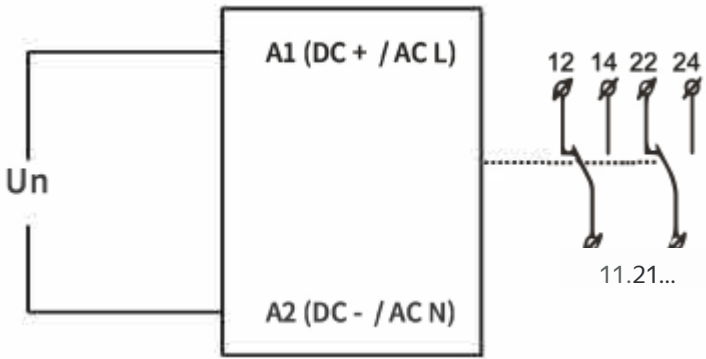 A1 (DC + / AC L)
12 14 22 24
Un
11.21...
A2 (DC - / AC N)